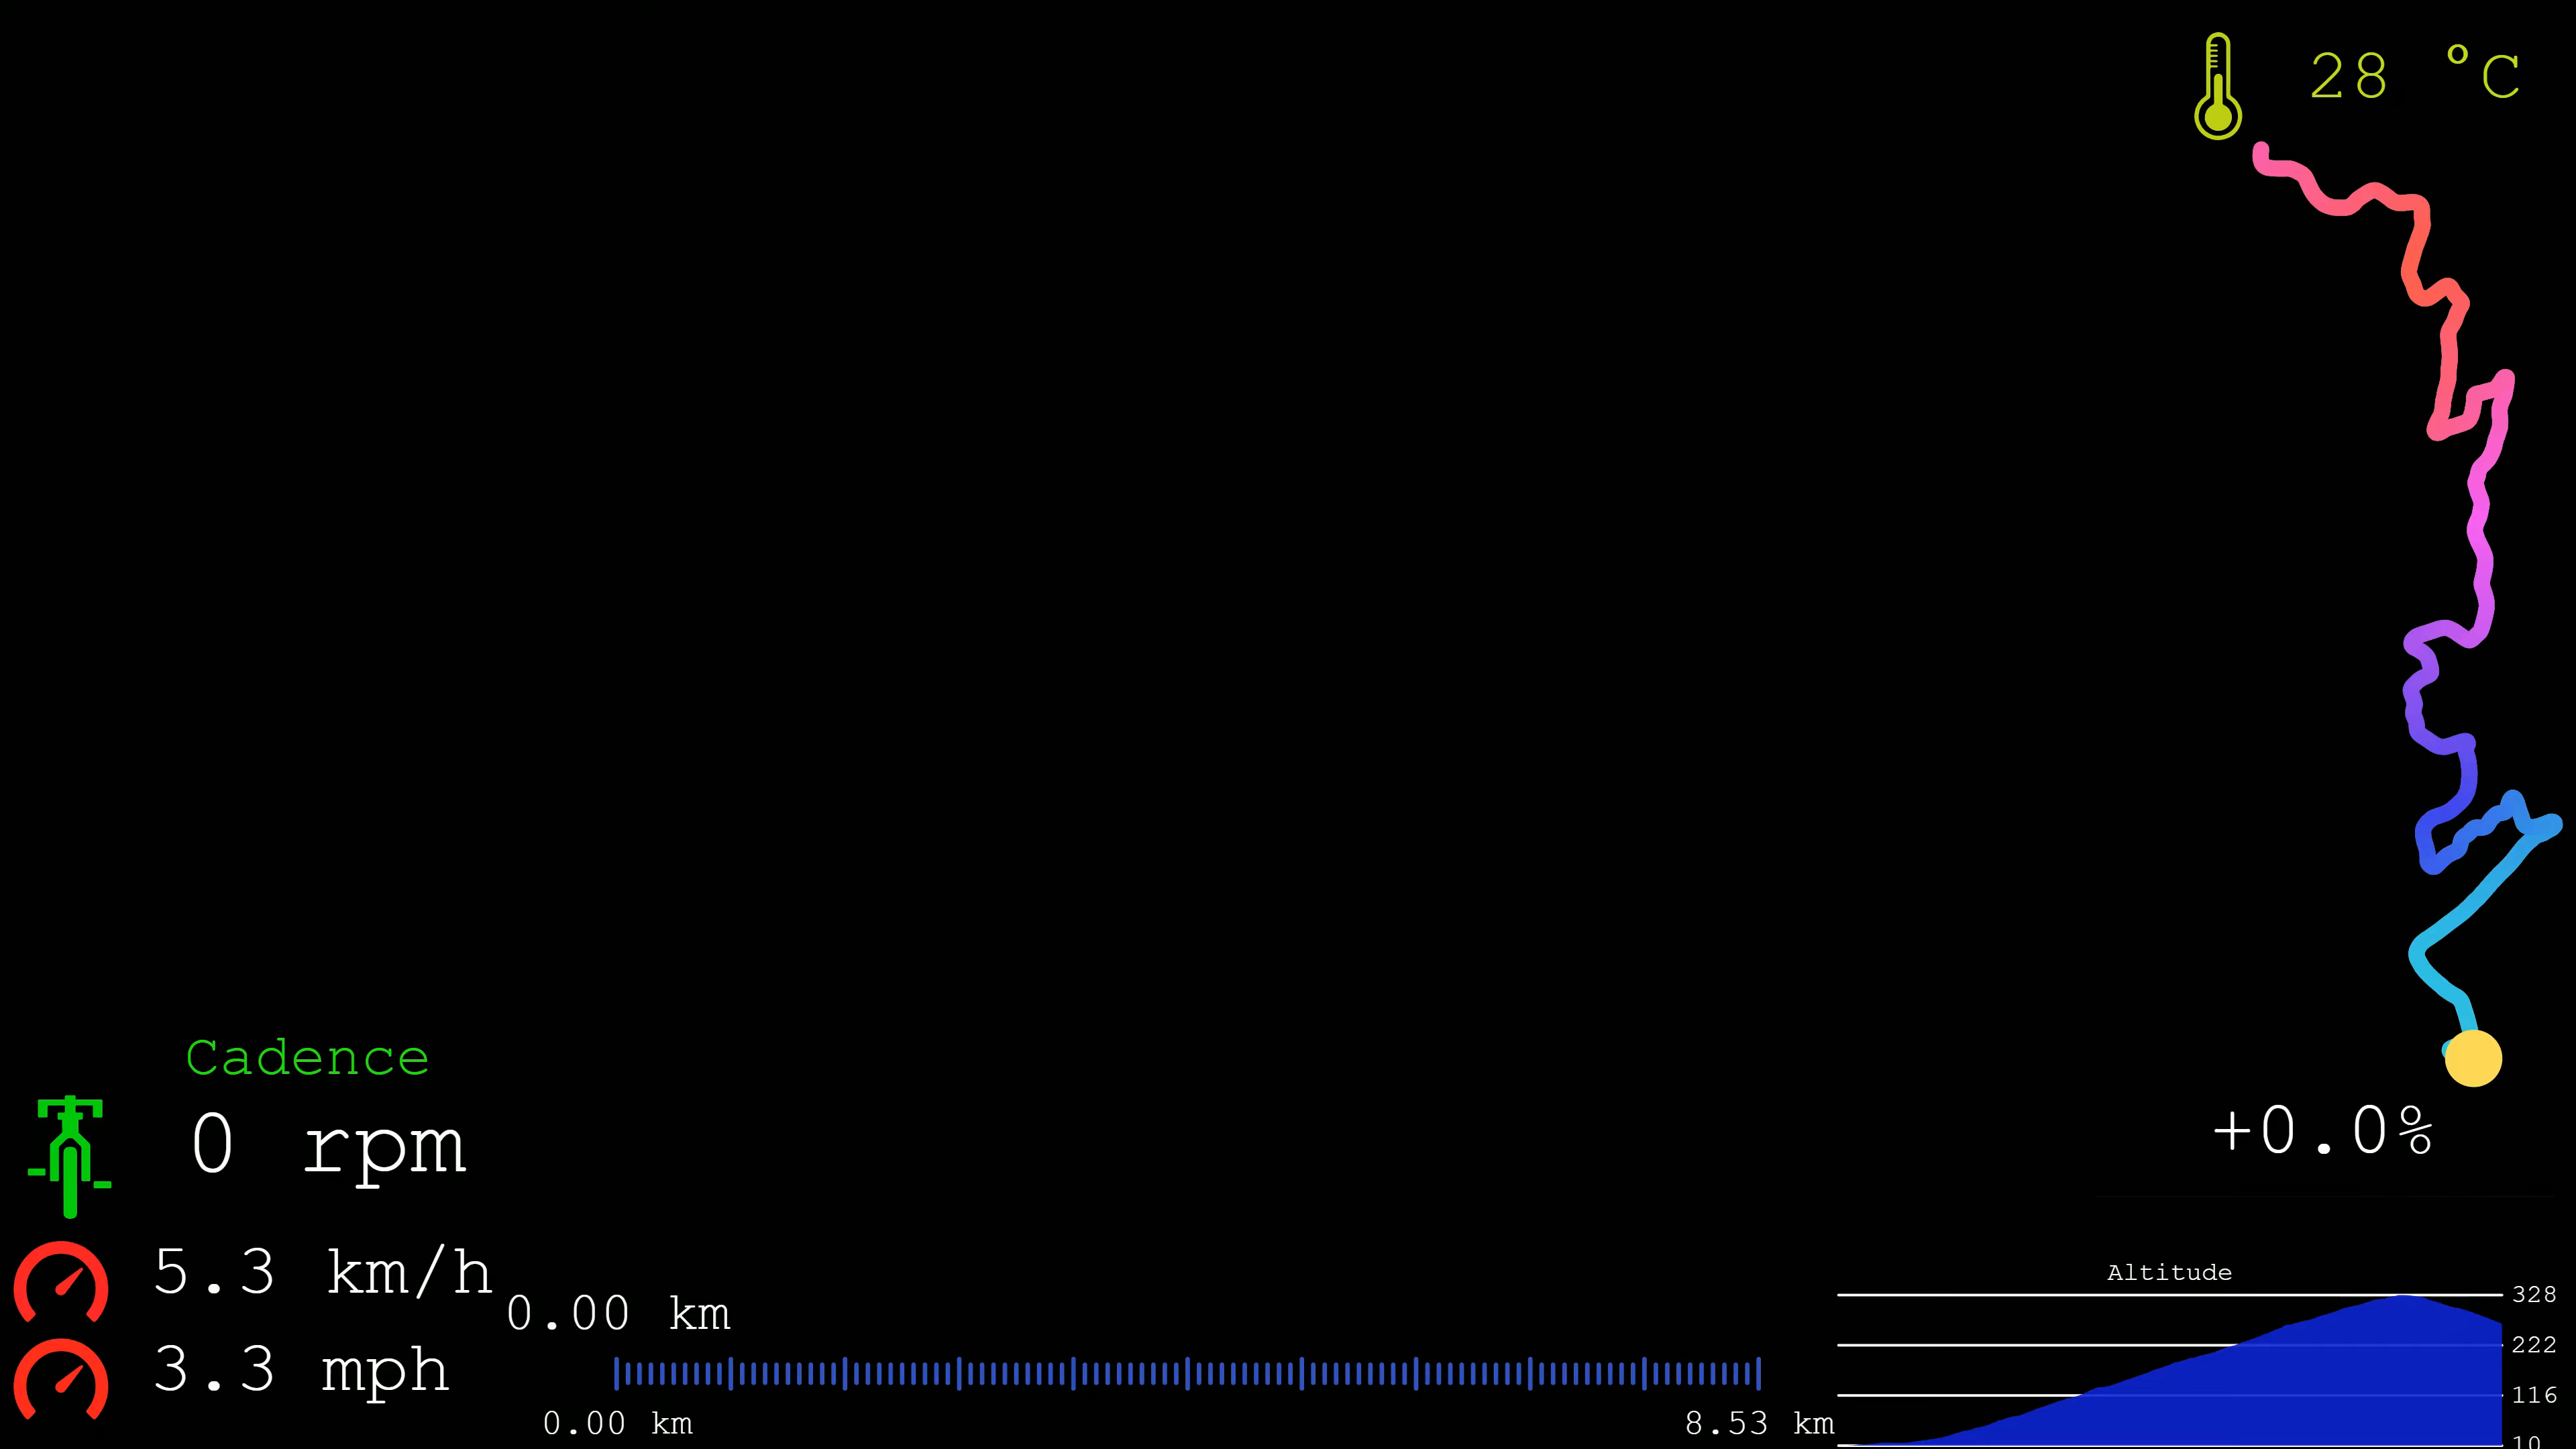 28 °C
Cadence
0 rpm
+0.0%
5.3 km/h
0.00 km
3.3 mph
0.00 km
8.53 km
Altitude
328
222
116
10